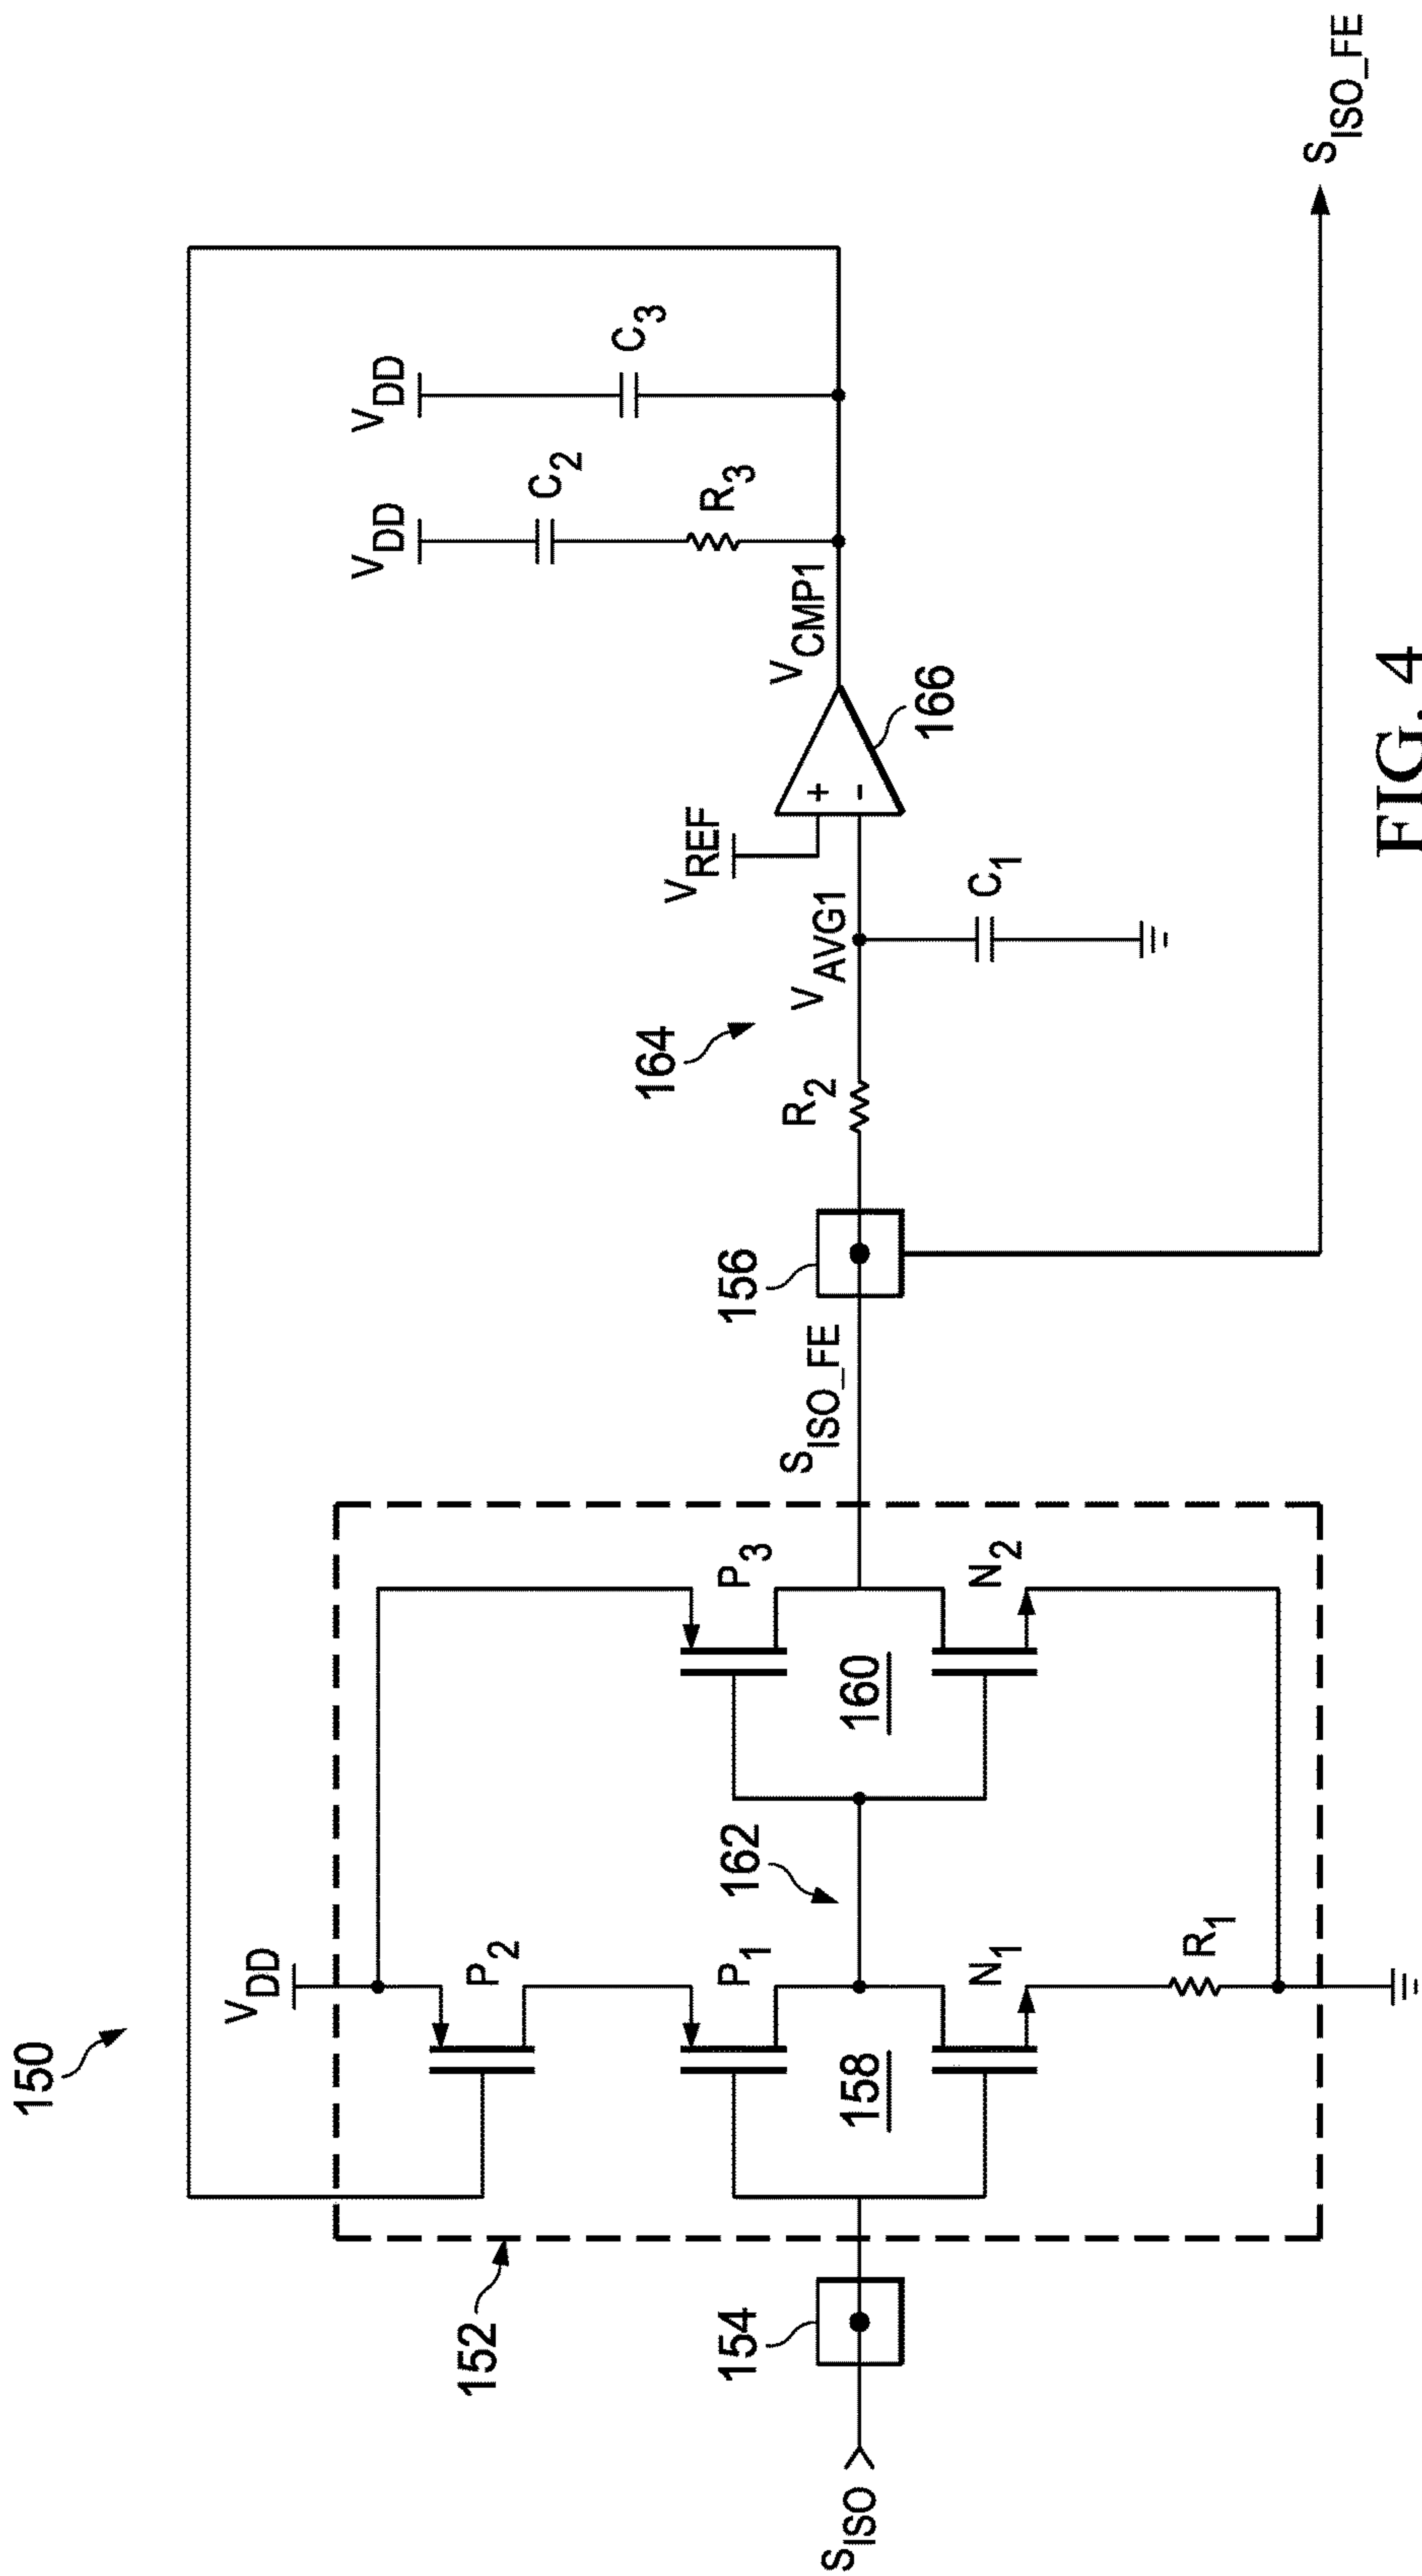 150
V_DD
V_DD
V_DD
152
P_2
C_2
C_3
164
V_REF
R_3
154
P_1
162
P_3
156
R_2
V_AVG1
V_CMP1
S_ISO
158
160
S_ISO_FE
+
-
166
N_1
N_2
C_1
R_1
S_ISO_FE
FIG. 4